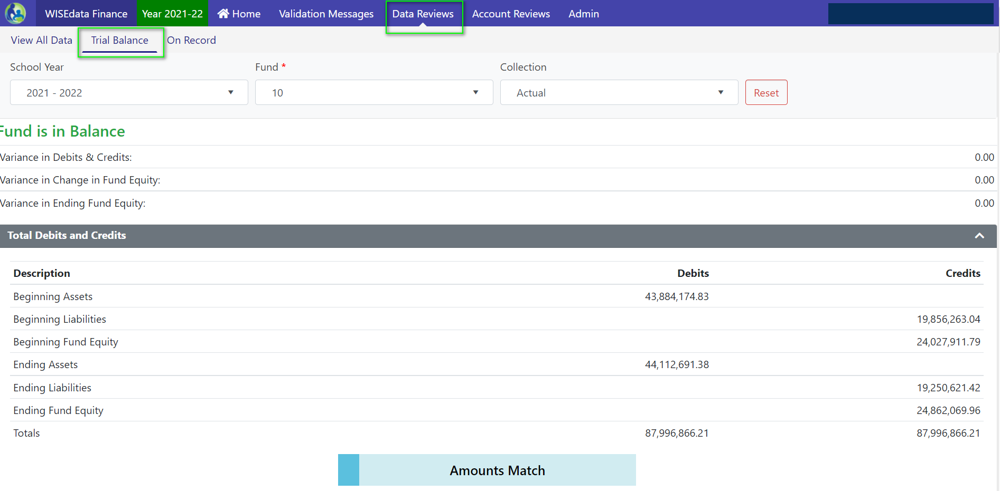 WISEdata Finance Year 2021-22 Home Validation Messages Data Reviews Account Reviews Admin
View All Data Trial Balance On Record
School Year Fund * Collection
2021 - 2022 10 Actual Reset
Fund is in Balance
Variance in Debits & Credits: 0.00
Variance in Change in Fund Equity: 0.00
Variance in Ending Fund Equity: 0.00
Total Debits and Credits
Description Debits Credits
Beginning Assets 43,884,174.83
Beginning Liabilities 19,856,263.04
Beginning Fund Equity 24,027,911.79
Ending Assets 44,112,691.38
Ending Liabilities 19,250,621.42
Ending Fund Equity 24,862,069.96
Totals 87,996,866.21 87,996,866.21
Amounts Match